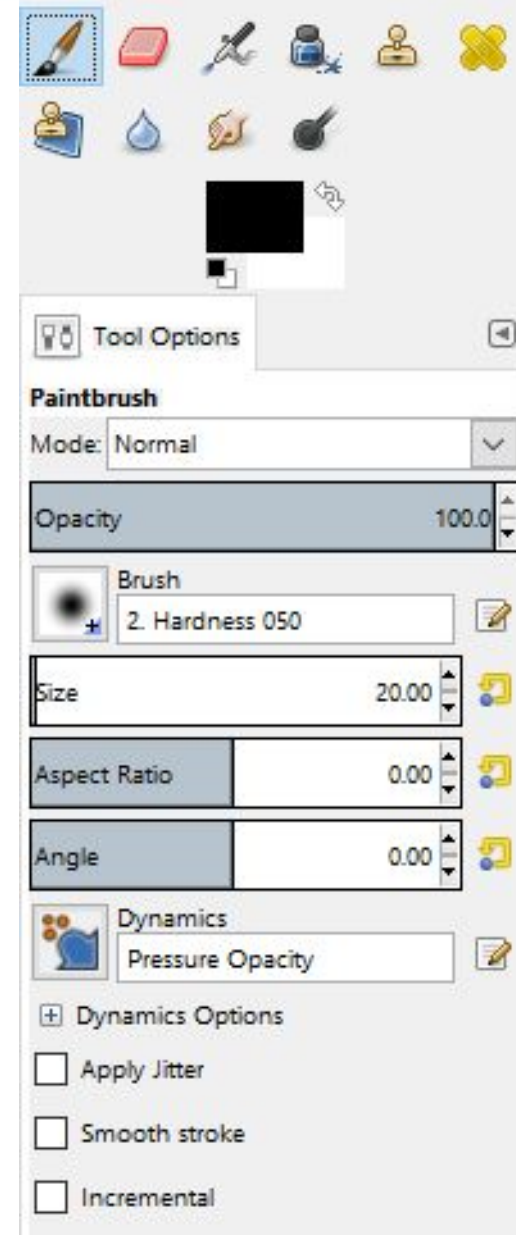 Tool Options
Paintbrush
Mode: Normal
Opacity 100.0
Brush
2. Hardness 050
Size 20.00
Aspect Ratio 0.00
Angle 0.00
Dynamics
Pressure Opacity
Dynamics Options
Apply Jitter
Smooth stroke
Incremental